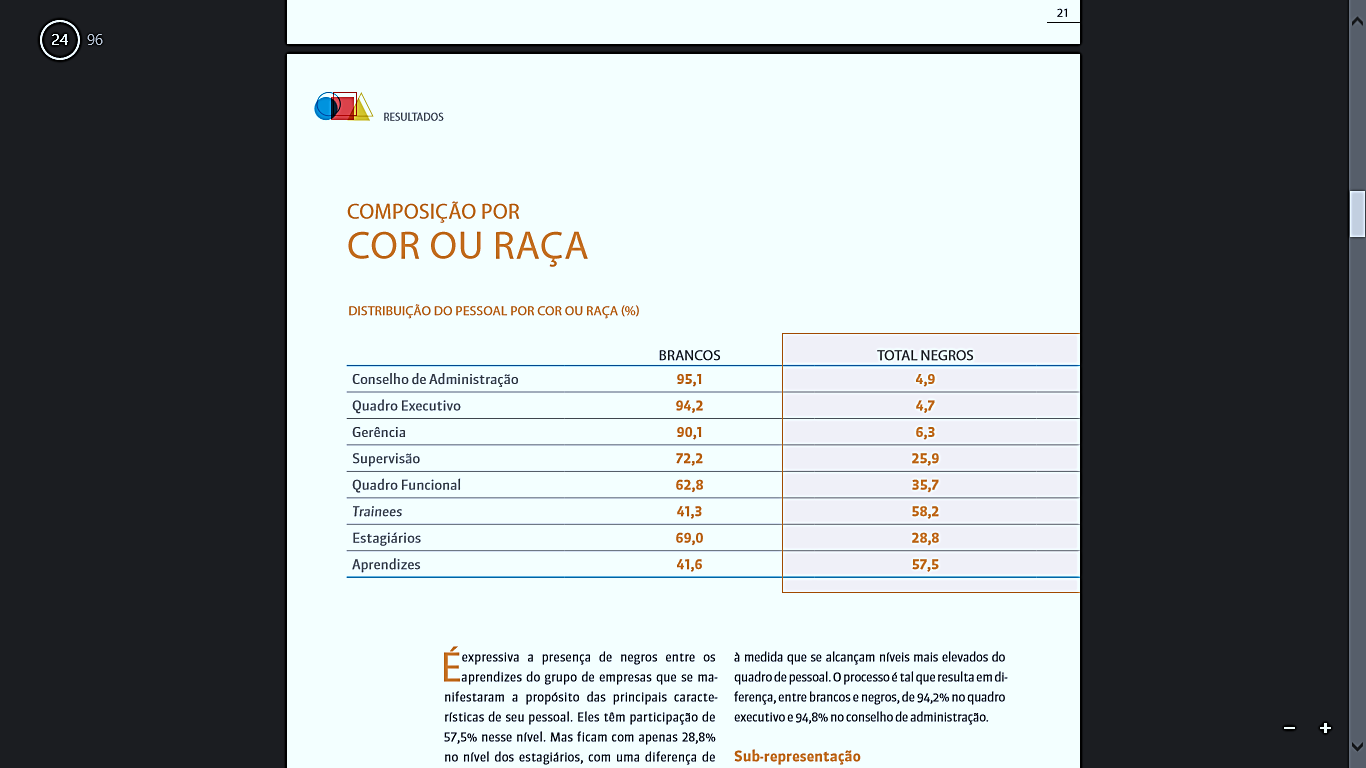 21
24 96
RESULTADOS
COMPOSIÇÃO POR
COR OU RAÇA
DISTRIBUIÇÃO DO PESSOAL POR COR OU RAÇA (%)
BRANCOS TOTAL NEGROS
Conselho de Administração 95,1 4,9
Quadro Executivo 94,2 4,7
Gerência 90,1 6,3
Supervisão 72,2 25,9
Quadro Funcional 62,8 35,7
Trainees 41,3 58,2
Estagiários 69,0 28,8
Aprendizes 41,6 57,5
É expressiva a presença de negros entre os
aprendizes do grupo de empresas que se ma-
nifestaram a propósito das principais caracte-
rísticas de seu pessoal. Eles têm participação de
57,5% nesse nível. Mas ficam com apenas 28,8%
no nível dos estagiários, com uma diferença de
à medida que se alcançam níveis mais elevados do
quadro de pessoal. O processo é tal que resulta em di-
ferença, entre brancos e negros, de 94,2% no quadro
executivo e 94,8% no conselho de administração.
Sub-representação